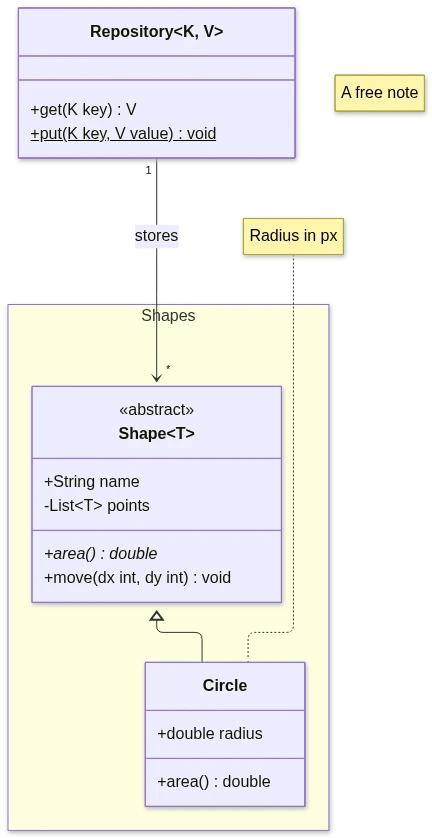 Repository<K, V>
+get(K key) : V
+put(K key, V value) : void
A free note
1
stores
Radius in px
Shapes
*
«abstract»
Shape<T>
+String name
-List<T> points
+area() : double
+move(dx int, dy int) : void
Circle
+double radius
+area() : double